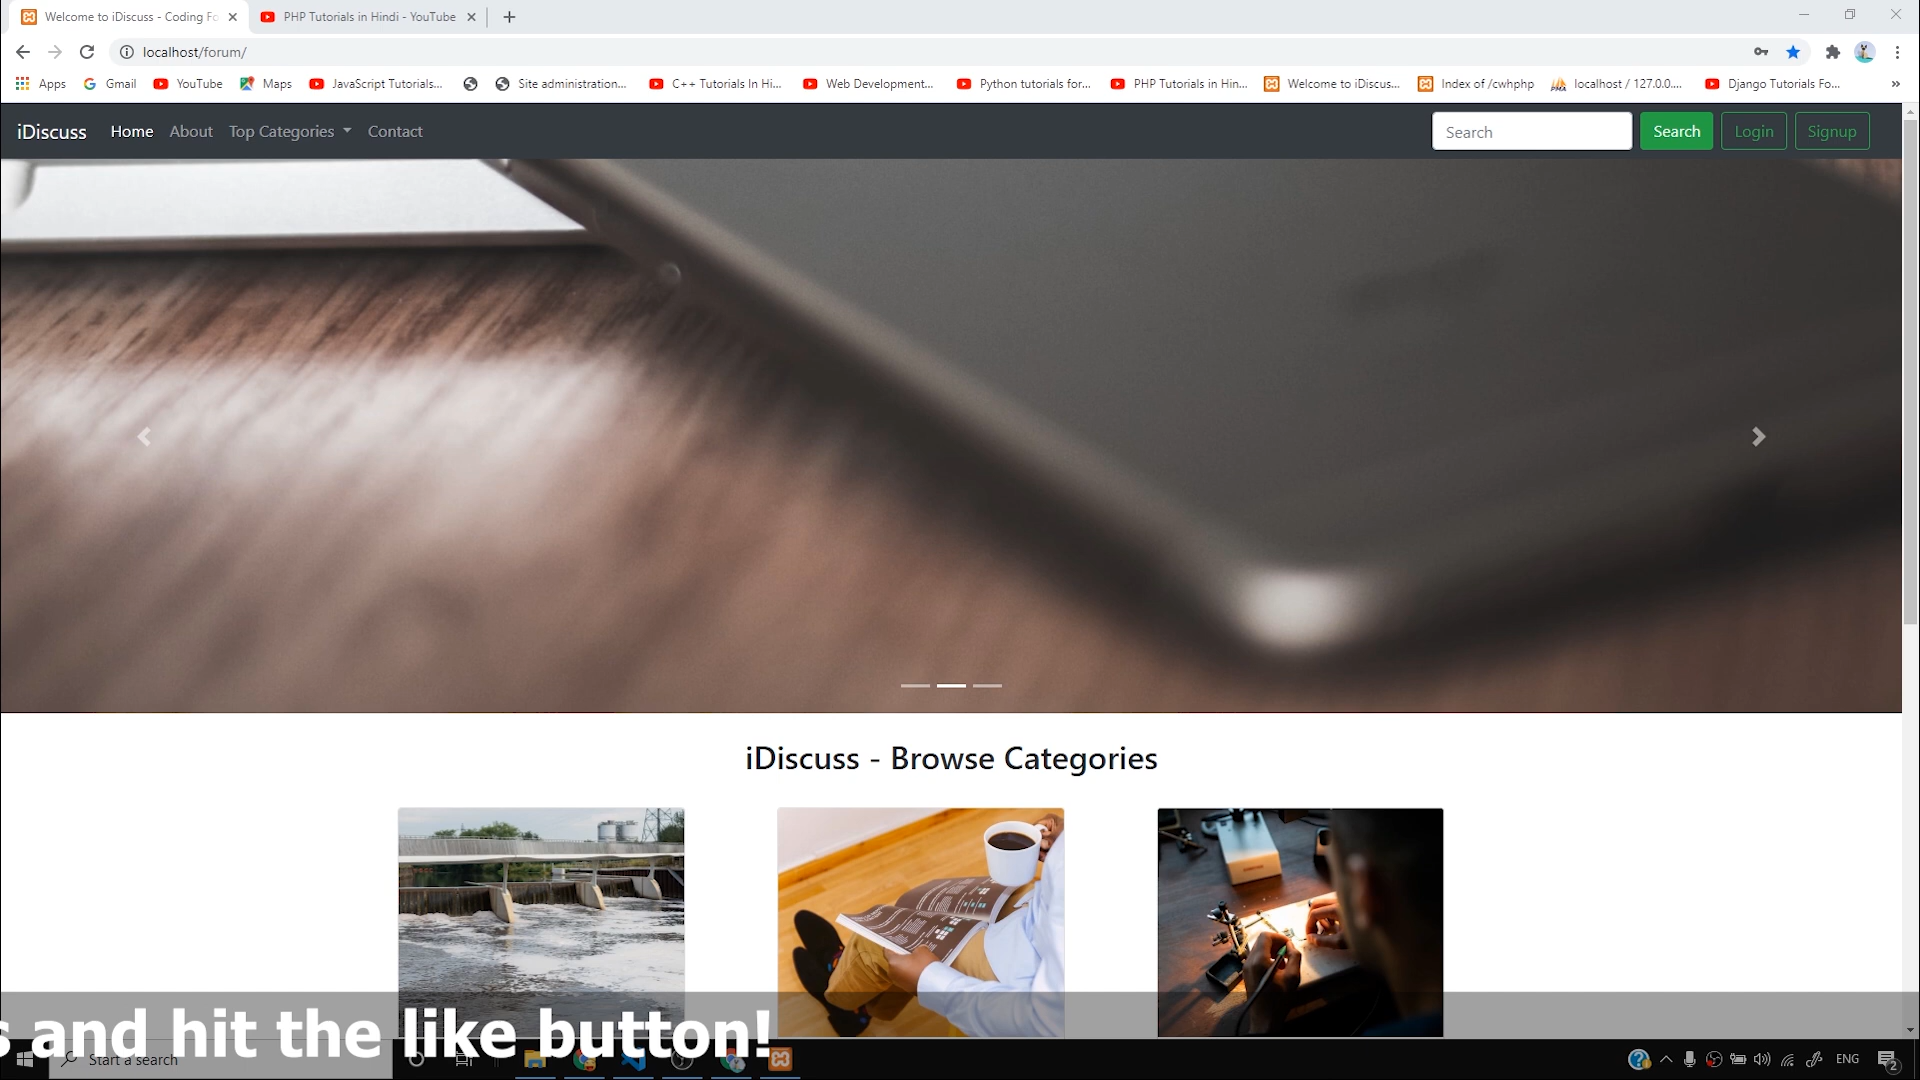 Welcome to iDiscuss - Coding Fo
PHP Tutorials in Hindi - YouTube
localhost/forum/
Apps
Gmail
YouTube
Maps
JavaScript Tutorials...
Site administration...
C++ Tutorials In Hi...
Web Development...
Python tutorials for...
PHP Tutorials in Hin...
Welcome to iDiscus...
Index of /cwhphp
localhost / 127.0.0....
Django Tutorials Fo...
»
iDiscuss
Home
About
Top Categories
Contact
Search
Search
Login
Signup
iDiscuss - Browse Categories
s and hit the like button!
Start a search
ENG
2